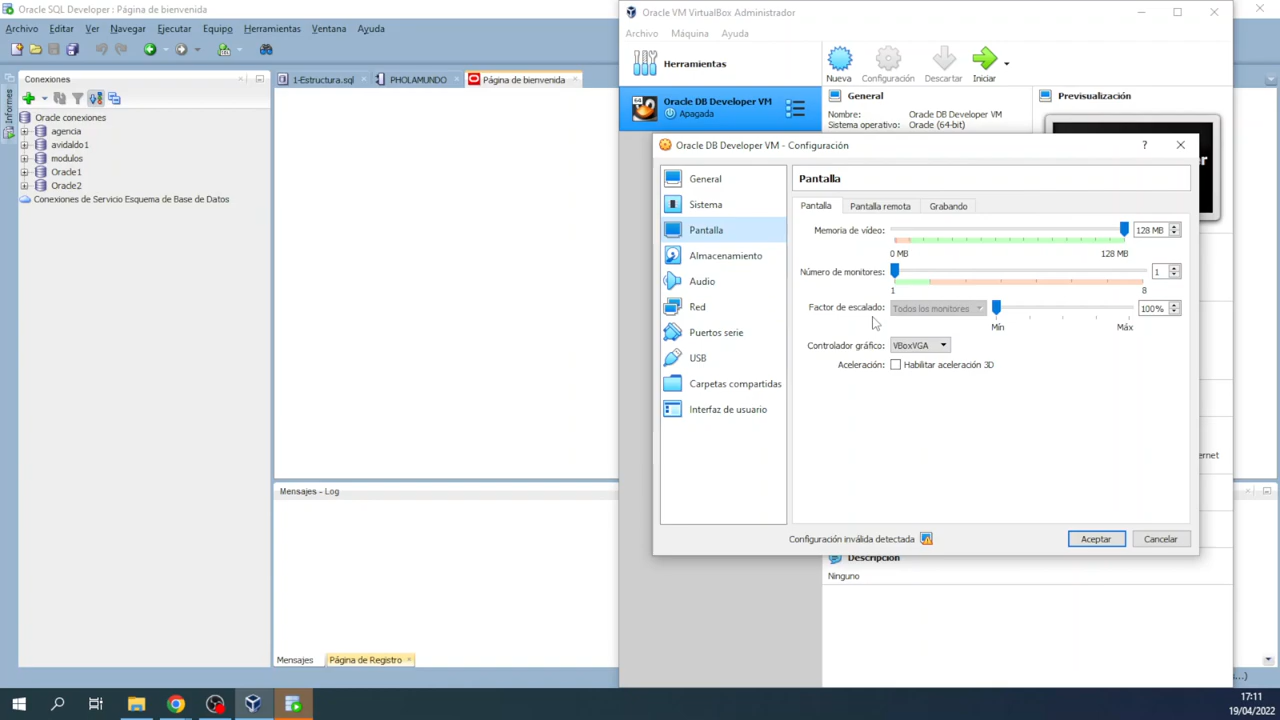 Oracle SQL Developer : Página de bienvenida
Archivo Editar Ver Navegar Ejecutar Equipo Herramientas Ventana Ayuda
Conexiones
Informes
Oracle conexiones
agencia
avidaldo1
modulos
Oracle1
Oracle2
Conexiones de Servicio Esquema de Base de Datos
1-Estructura.sql PHOLAMUNDO Página de bienvenida
Mensajes - Log
Mensajes Página de Registro
Oracle VM VirtualBox Administrador
Archivo Máquina Ayuda
Herramientas
Nueva Configuración Descartar Iniciar
64
Oracle DB Developer VM
Apagada
General
Nombre: Oracle DB Developer VM
Sistema operativo: Oracle (64-bit)
Previsualización
er
Oracle DB Developer VM - Configuración
General
Sistema
Pantalla
Almacenamiento
Audio
Red
Puertos serie
USB
Carpetas compartidas
Interfaz de usuario
Pantalla
Pantalla Pantalla remota Grabando
Memoria de vídeo: 128 MB
0 MB 128 MB
Número de monitores: 1
1 8
Factor de escalado: Todos los monitores 100%
Mín Máx
Controlador gráfico: VBoxVGA
Aceleración: Habilitar aceleración 3D
Configuración inválida detectada
Aceptar Cancelar
ernet
Descripción
Ninguno
...)
17:11
19/04/2022